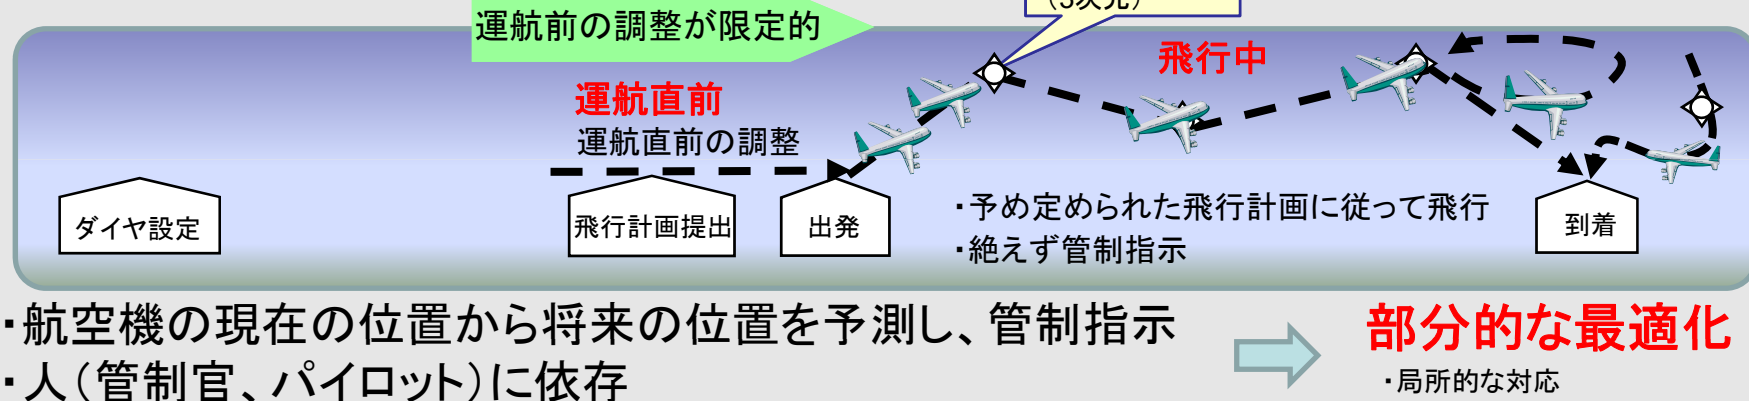 (3次元)
運航前の調整が限定的
飛行中
運航直前
運航直前の調整
ダイヤ設定
飛行計画提出
出発
・予め定められた飛行計画に従って飛行
・絶えず管制指示
到着
・航空機の現在の位置から将来の位置を予測し、管制指示
・人(管制官、パイロット)に依存
部分的な最適化
・局所的な対応